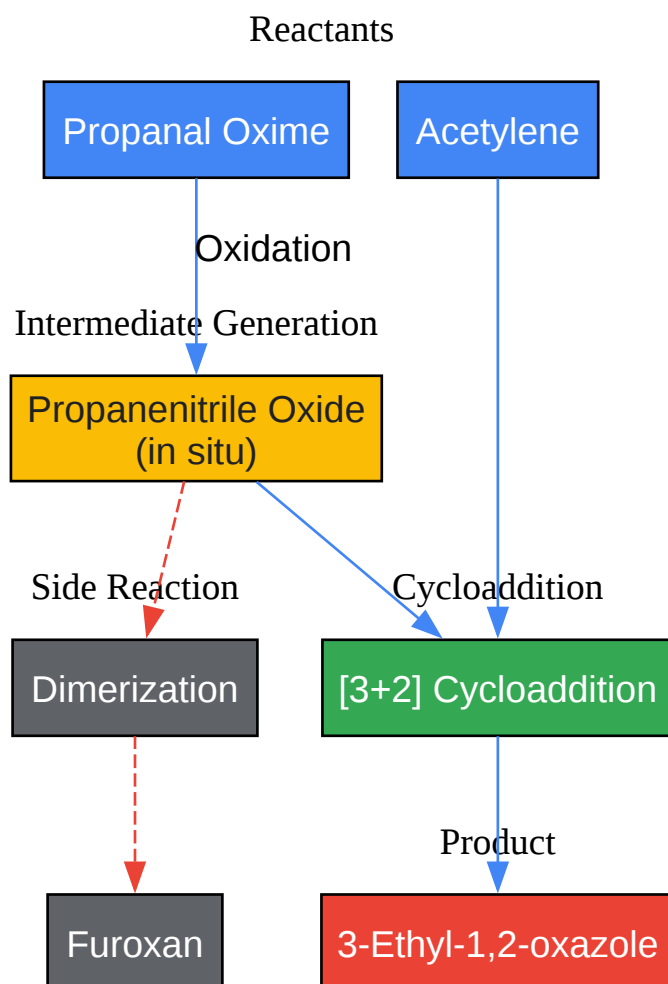 Reactants
Propanal Oxime
Acetylene
Oxidation
Intermediate Generation
Propanenitrile Oxide
(in situ)
Side Reaction
Cycloaddition
Dimerization
[3+2] Cycloaddition
Product
Furoxan
3-Ethyl-1,2-oxazole